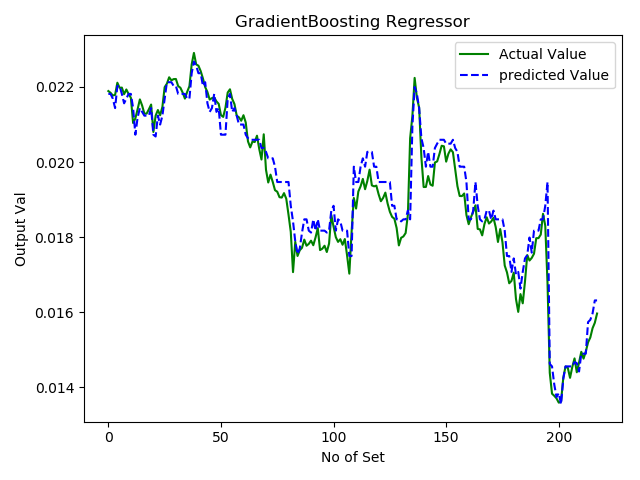 GradientBoosting Regressor
Actual Value
predicted Value
Output Val
0.022
0.020
0.018
0.016
0.014
0 50 100 150 200
No of Set